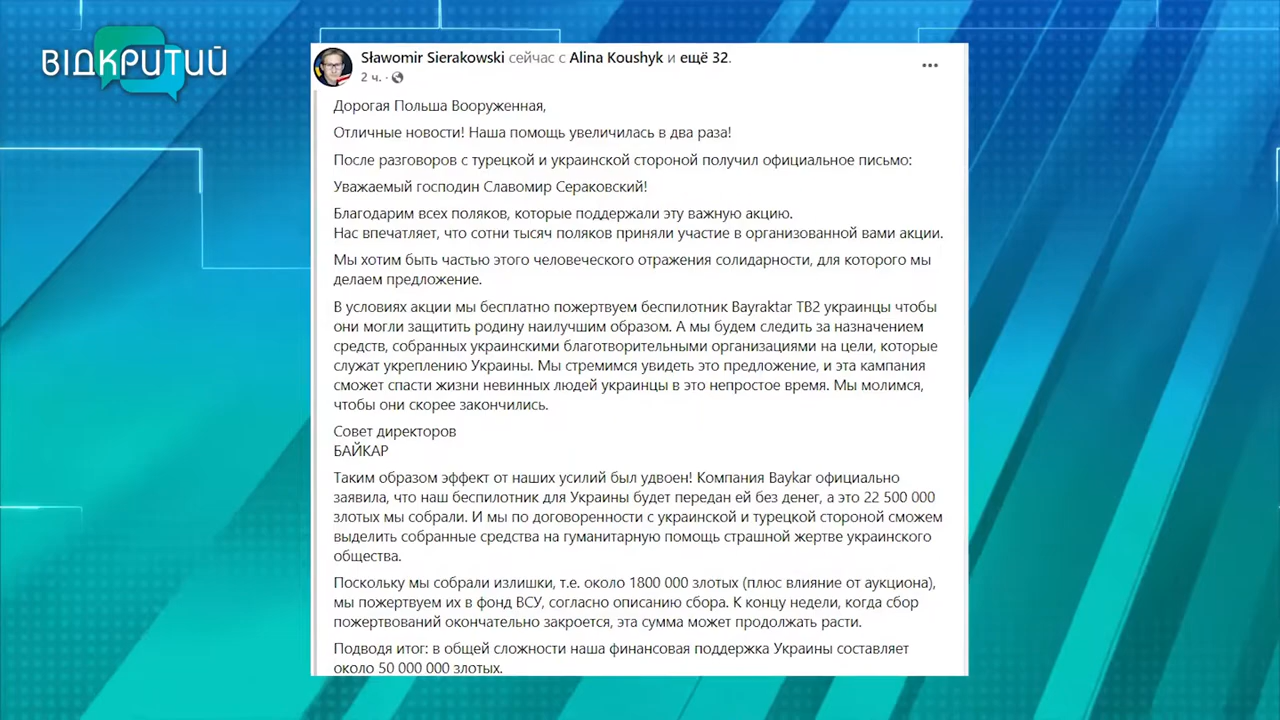 ВІДКРИТИЙ
Sławomir Sierakowski сейчас с Alina Koushyk и ещё 32.
2 ч. ·
Дорогая Польша Вооруженная,
Отличные новости! Наша помощь увеличилась в два раза!
После разговоров с турецкой и украинской стороной получил официальное письмо:
Уважаемый господин Славомир Сераковский!
Благодарим всех поляков, которые поддержали эту важную акцию.
Нас впечатляет, что сотни тысяч поляков приняли участие в организованной вами акции.
Мы хотим быть частью этого человеческого отражения солидарности, для которого мы
делаем предложение.
В условиях акции мы бесплатно пожертвуем беспилотник Bayraktar TB2 украинцы чтобы
они могли защитить родину наилучшим образом. А мы будем следить за назначением
средств, собранных украинскими благотворительными организациями на цели, которые
служат укреплению Украины. Мы стремимся увидеть это предложение, и эта кампания
сможет спасти жизни невинных людей украинцы в это непростое время. Мы молимся,
чтобы они скорее закончились.
Совет директоров
БАЙКАР
Таким образом эффект от наших усилий был удвоен! Компания Baykar официально
заявила, что наш беспилотник для Украины будет передан ей без денег, а это 22 500 000
злотых мы собрали. И мы по договоренности с украинской и турецкой стороной сможем
выделить собранные средства на гуманитарную помощь страшной жертве украинского
общества.
Поскольку мы собрали излишки, т.е. около 1800 000 злотых (плюс влияние от аукциона),
мы пожертвуем их в фонд ВСУ, согласно описанию сбора. К концу недели, когда сбор
пожертвований окончательно закроется, эта сумма может продолжать расти.
Подводя итог: в общей сложности наша финансовая поддержка Украины составляет
около 50 000 000 злотых.